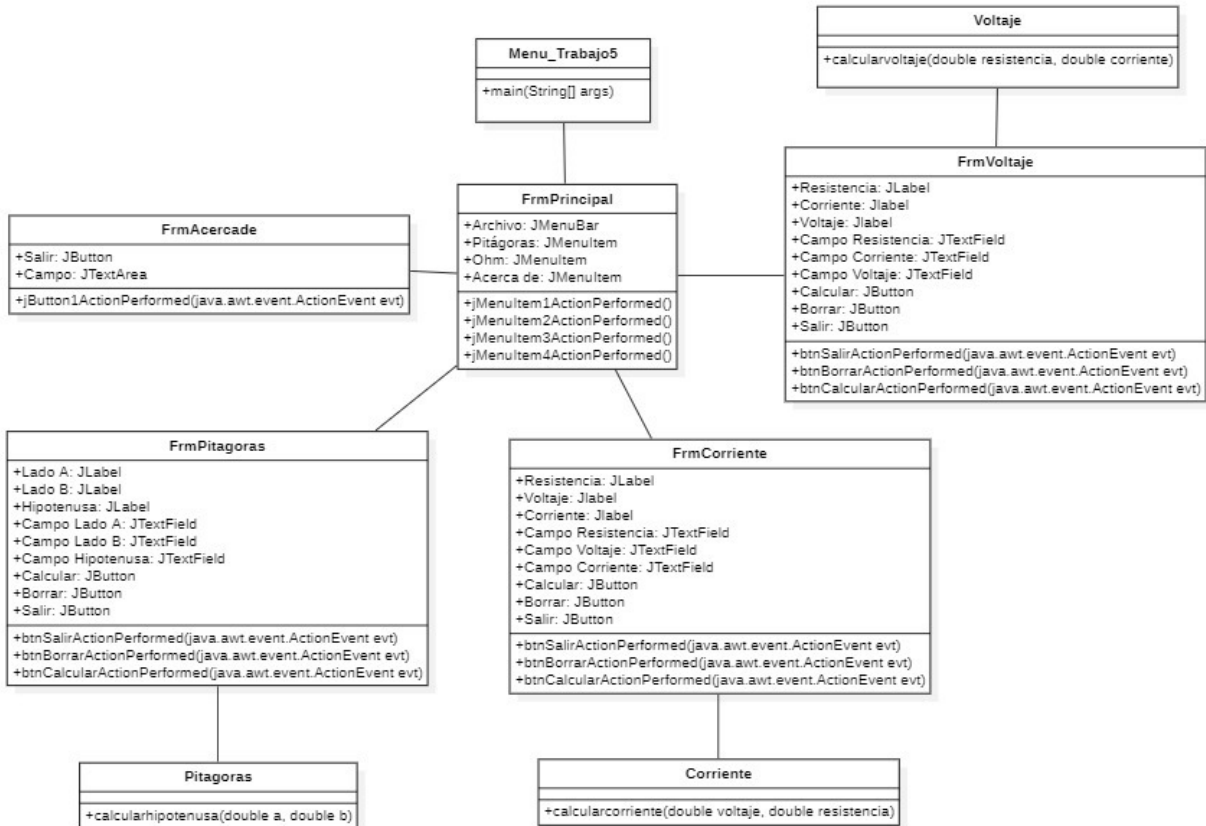 Menu_Trabajo5
+main(String[] args)
Voltaje
+calcularvoltaje(double resistencia, double corriente)
FrmPrincipal
+Archivo: JMenuBar
+Pitágoras: JMenuItem
+Ohm: JMenuItem
+Acerca de: JMenuItem
+jMenuItem1ActionPerformed()
+jMenuItem2ActionPerformed()
+jMenuItem3ActionPerformed()
+jMenuItem4ActionPerformed()
FrmVoltaje
+Resistencia: JLabel
+Corriente: Jlabel
+Voltaje: Jlabel
+Campo Resistencia: JTextField
+Campo Corriente: JTextField
+Campo Voltaje: JTextField
+Calcular: JButton
+Borrar: JButton
+Salir: JButton
+btnSalirActionPerformed(java.awt.event.ActionEvent evt)
+btnBorrarActionPerformed(java.awt.event.ActionEvent evt)
+btnCalcularActionPerformed(java.awt.event.ActionEvent evt)
FrmAcercade
+Salir: JButton
+Campo: JTextArea
+jButton1ActionPerformed(java.awt.event.ActionEvent evt)
FrmPitagoras
+Lado A: JLabel
+Lado B: JLabel
+Hipotenusa: JLabel
+Campo Lado A: JTextField
+Campo Lado B: JTextField
+Campo Hipotenusa: JTextField
+Calcular: JButton
+Borrar: JButton
+Salir: JButton
+btnSalirActionPerformed(java.awt.event.ActionEvent evt)
+btnBorrarActionPerformed(java.awt.event.ActionEvent evt)
+btnCalcularActionPerformed(java.awt.event.ActionEvent evt)
FrmCorriente
+Resistencia: JLabel
+Voltaje: Jlabel
+Corriente: Jlabel
+Campo Resistencia: JTextField
+Campo Voltaje: JTextField
+Campo Corriente: JTextField
+Calcular: JButton
+Borrar: JButton
+Salir: JButton
+btnSalirActionPerformed(java.awt.event.ActionEvent evt)
+btnBorrarActionPerformed(java.awt.event.ActionEvent evt)
+btnCalcularActionPerformed(java.awt.event.ActionEvent evt)
Pitagoras
+calcularhipotenusa(double a, double b)
Corriente
+calcularcorriente(double voltaje, double resistencia)